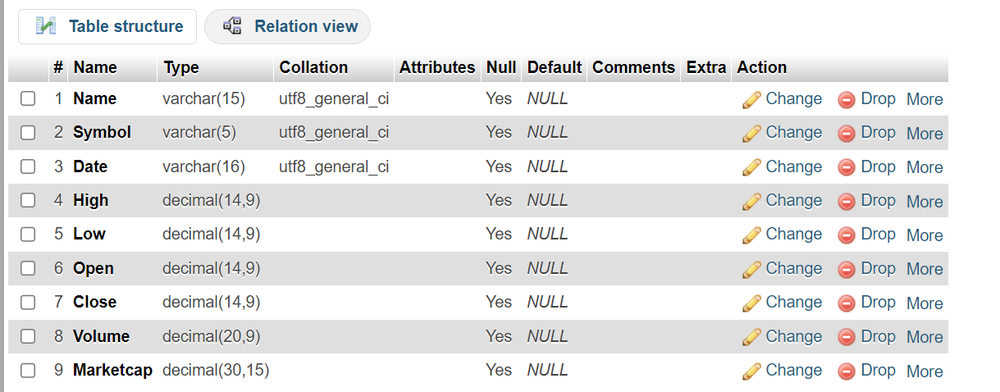 Table structure Relation view
# Name Type Collation Attributes Null Default Comments Extra Action
1 Name varchar(15) utf8_general_ci Yes NULL Change Drop More
2 Symbol varchar(5) utf8_general_ci Yes NULL Change Drop More
3 Date varchar(16) utf8_general_ci Yes NULL Change Drop More
4 High decimal(14,9) Yes NULL Change Drop More
5 Low decimal(14,9) Yes NULL Change Drop More
6 Open decimal(14,9) Yes NULL Change Drop More
7 Close decimal(14,9) Yes NULL Change Drop More
8 Volume decimal(20,9) Yes NULL Change Drop More
9 Marketcap decimal(30,15) Yes NULL Change Drop More